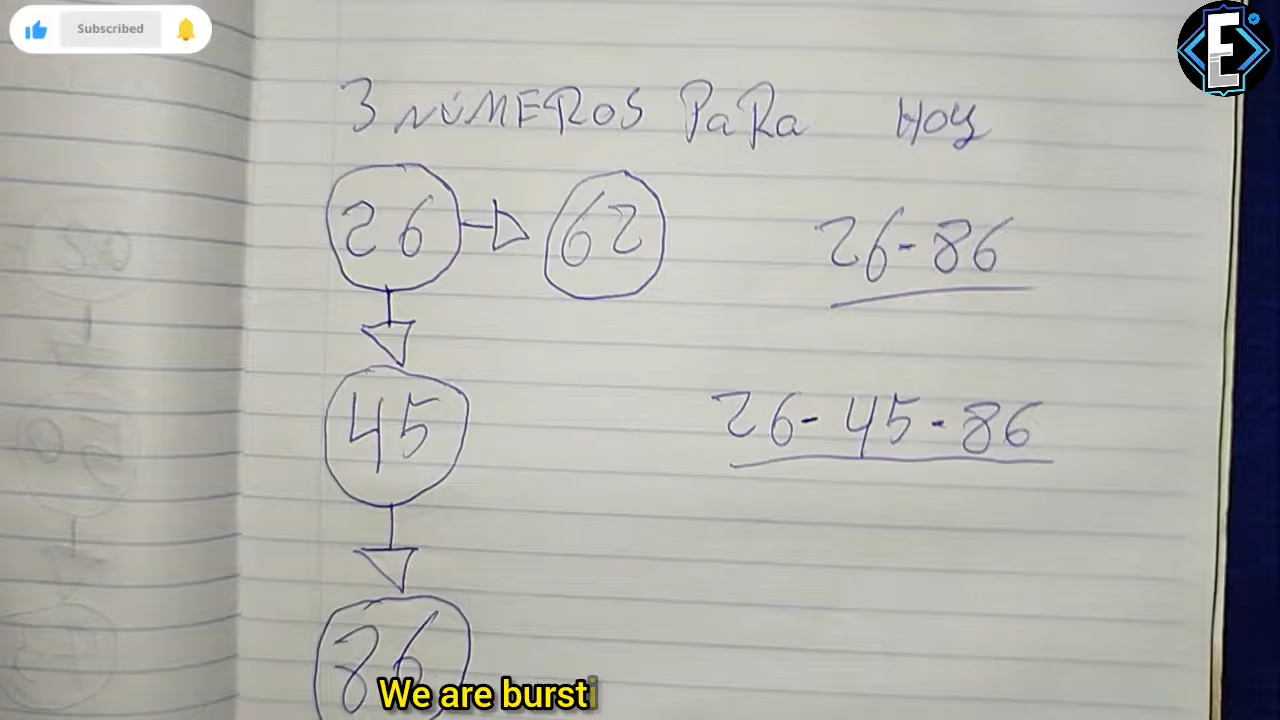 Subscribed
E
3 NÚMEROS PaRa HOY
26 62 26-86
45 26-45-86
86
We are bursti